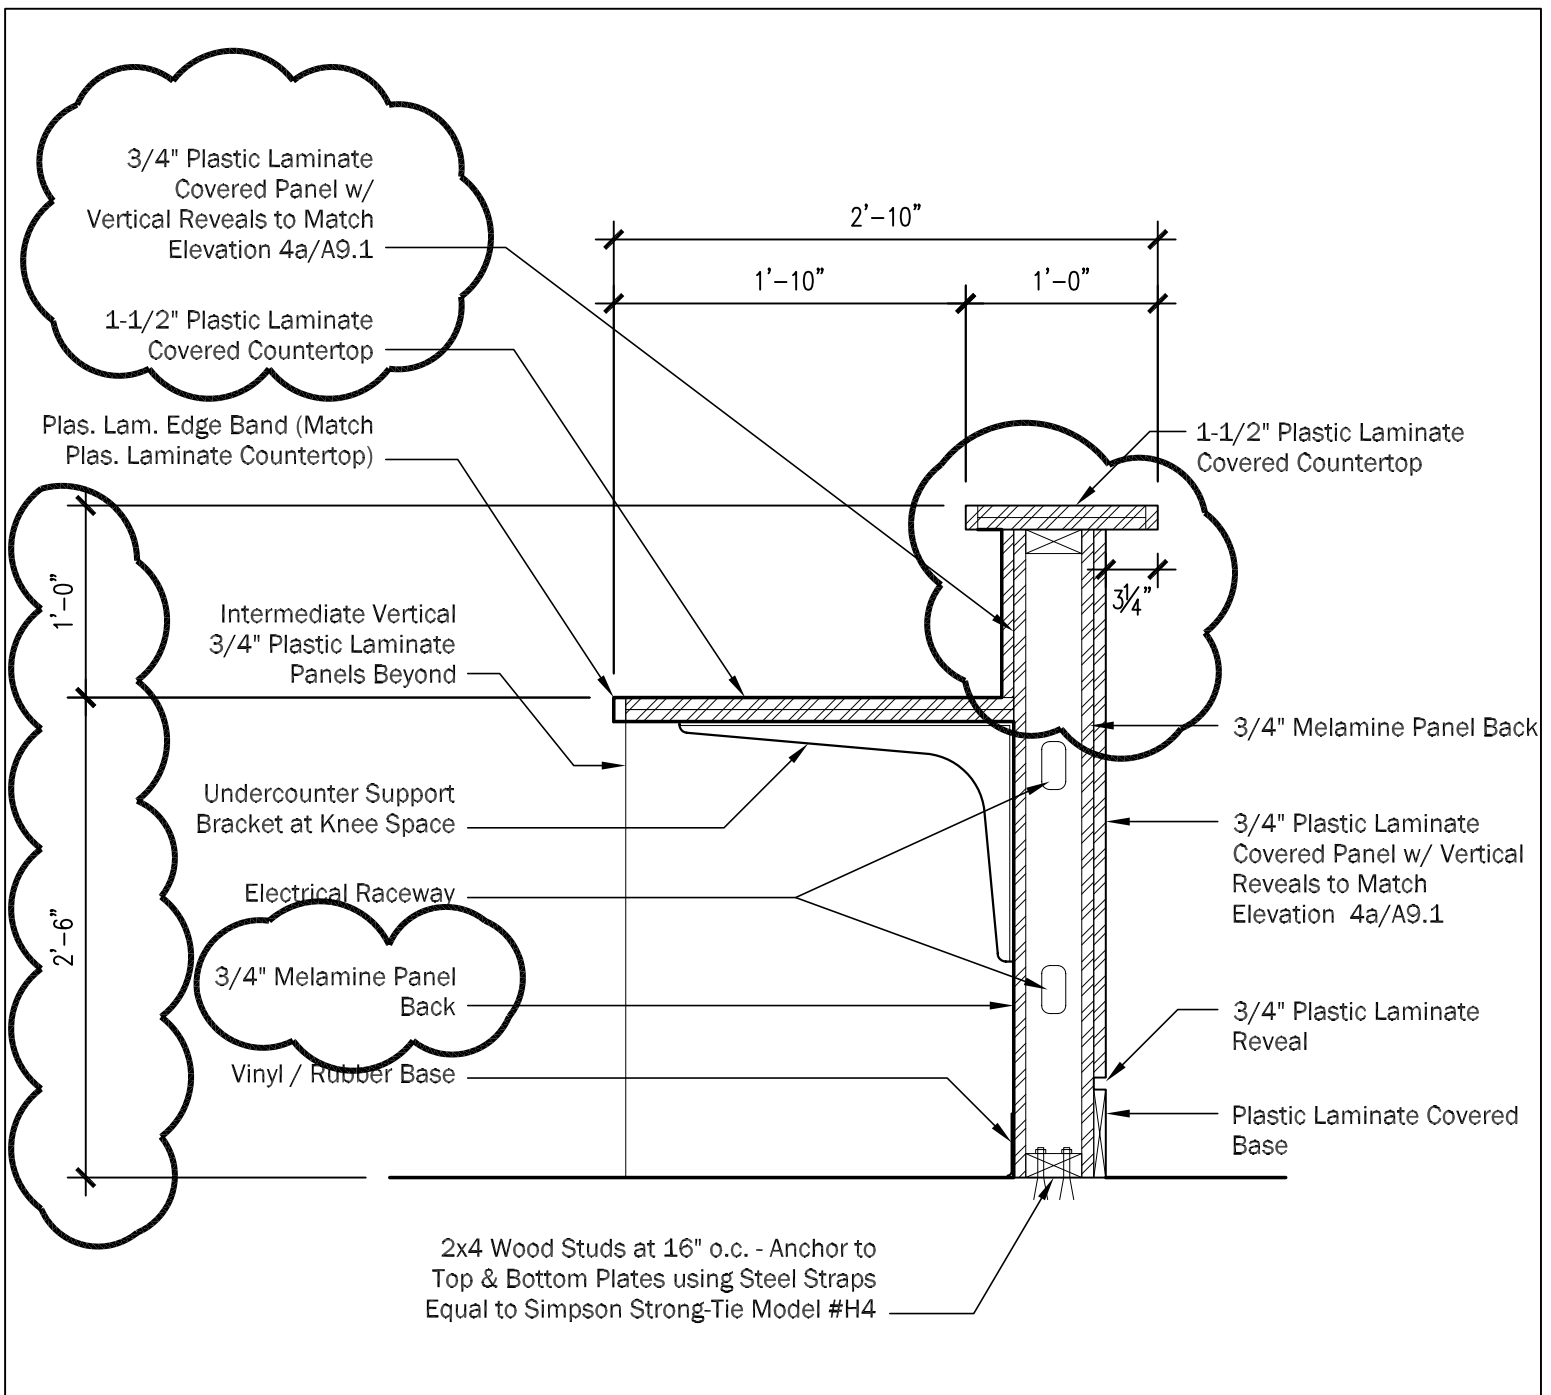 3/4" Plastic Laminate
Covered Panel w/
Vertical Reveals to Match
Elevation 4a/A9.1
1-1/2" Plastic Laminate
Covered Countertop
Plas. Lam. Edge Band (Match
Plas. Laminate Countertop)
2'-10"
1'-10"
1'-0"
1-1/2" Plastic Laminate
Covered Countertop
1'-0"
3¼"
Intermediate Vertical
3/4" Plastic Laminate
Panels Beyond
3/4" Melamine Panel Back
Undercounter Support
Bracket at Knee Space
3/4" Plastic Laminate
Covered Panel w/ Vertical
Reveals to Match
Elevation 4a/A9.1
Electrical Raceway
2'-6"
3/4" Melamine Panel
Back
3/4" Plastic Laminate
Reveal
Vinyl / Rubber Base
Plastic Laminate Covered
Base
2x4 Wood Studs at 16" o.c. - Anchor to
Top & Bottom Plates using Steel Straps
Equal to Simpson Strong-Tie Model #H4